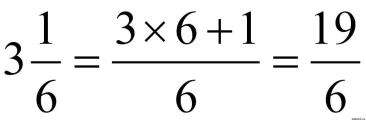 3 1/6 = (3×6+1)/6 = 19/6